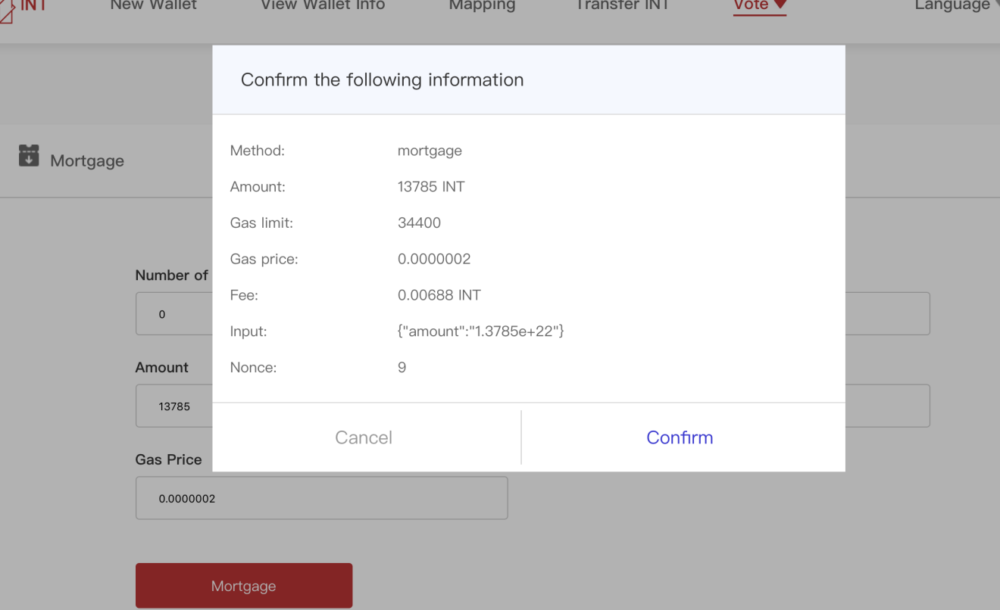 INT New Wallet View Wallet Info Mapping Transfer INT Vote Language
Confirm the following information
Mortgage
Method: mortgage
Amount: 13785 INT
Gas limit: 34400
Gas price: 0.0000002
Fee: 0.00688 INT
Input: {"amount":"1.3785e+22"}
Nonce: 9
Cancel Confirm
Number of
0
Amount
13785
Gas Price
0.0000002
Mortgage